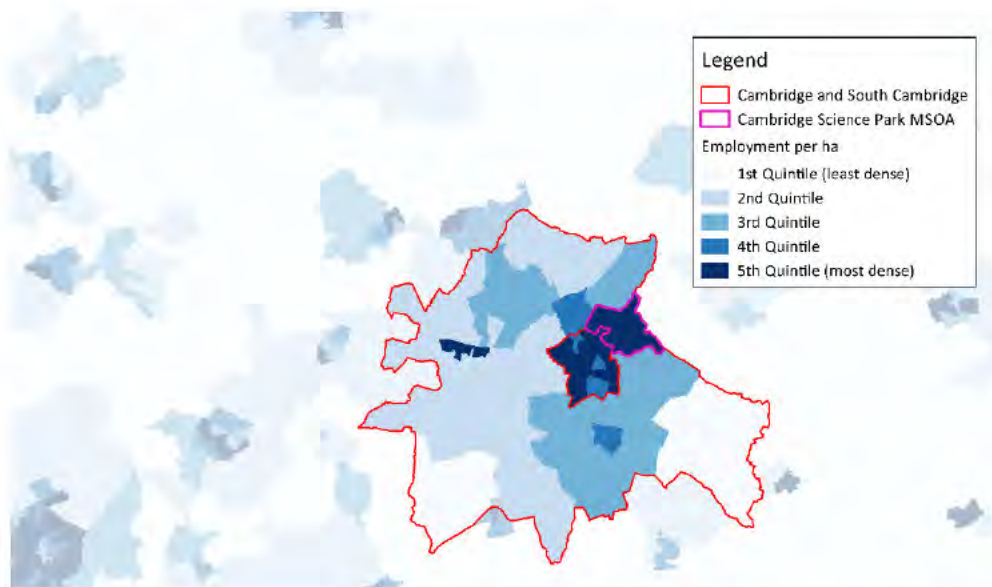 Legend
Cambridge and South Cambridge
Cambridge Science Park MSOA
Employment per ha
1st Quintile (least dense)
2nd Quintile
3rd Quintile
4th Quintile
5th Quintile (most dense)